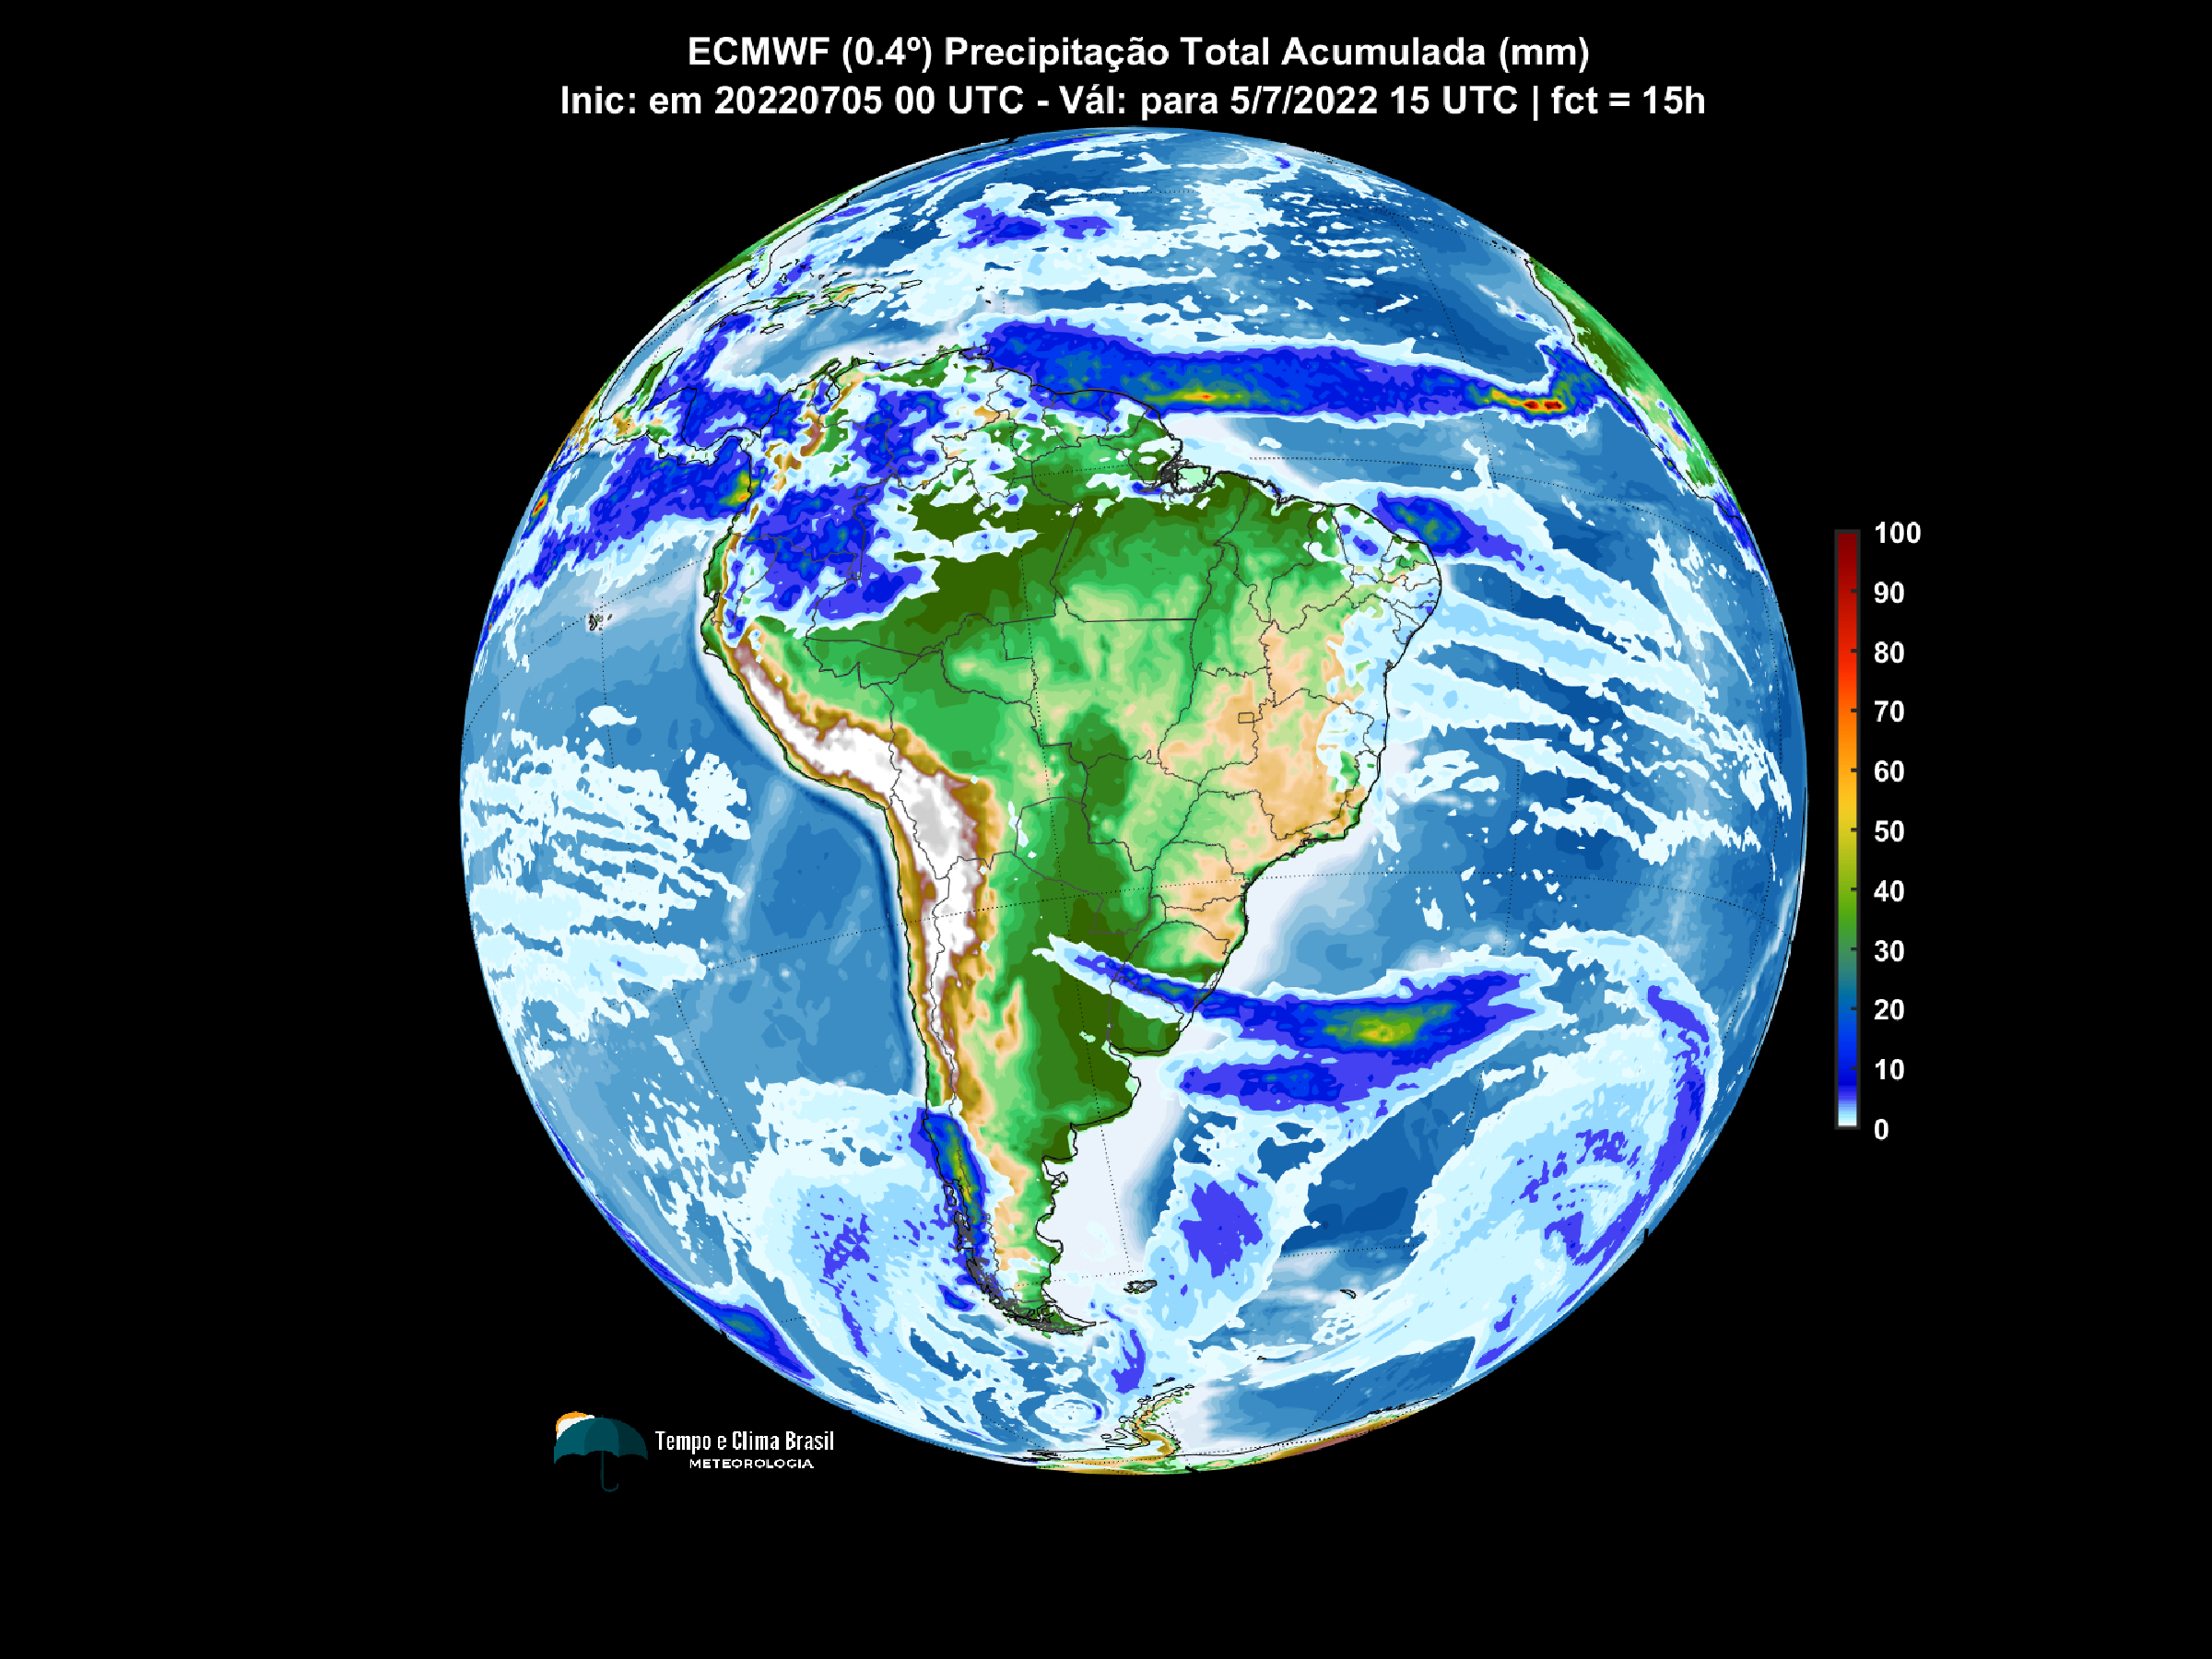 ECMWF (0.4º) Precipitação Total Acumulada (mm)
Inic: em 20220705 00 UTC - Vál: para 5/7/2022 15 UTC | fct = 15h
100
90
80
70
60
50
40
30
20
10
0
Tempo e Clima Brasil
METEOROLOGIA